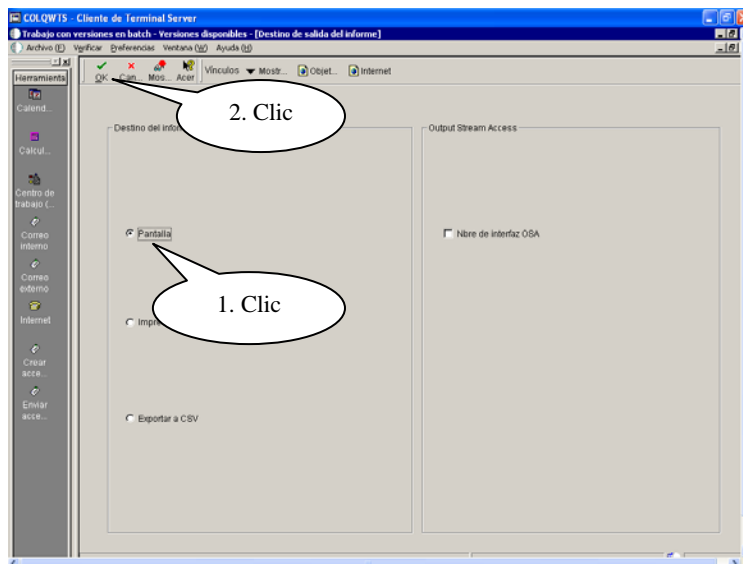 COLQWTS - Cliente de Terminal Server
Trabajo con versiones en batch - Versiones disponibles - [Destino de salida del informe]
Archivo (F) Verificar Preferencias Ventana (W) Ayuda (H)
Herramienta
OK Can... Mos... Acer Vínculos Mostr... Objet... Internet
Calend...
Calcul...
Centro de
trabajo (...
Correo
interno
Correo
externo
Internet
Crear
acce...
Enviar
acce...
2. Clic
Destino del infor
Output Stream Access
Pantalla
Nbre de interfaz OSA
1. Clic
Impre
Exportar a CSV